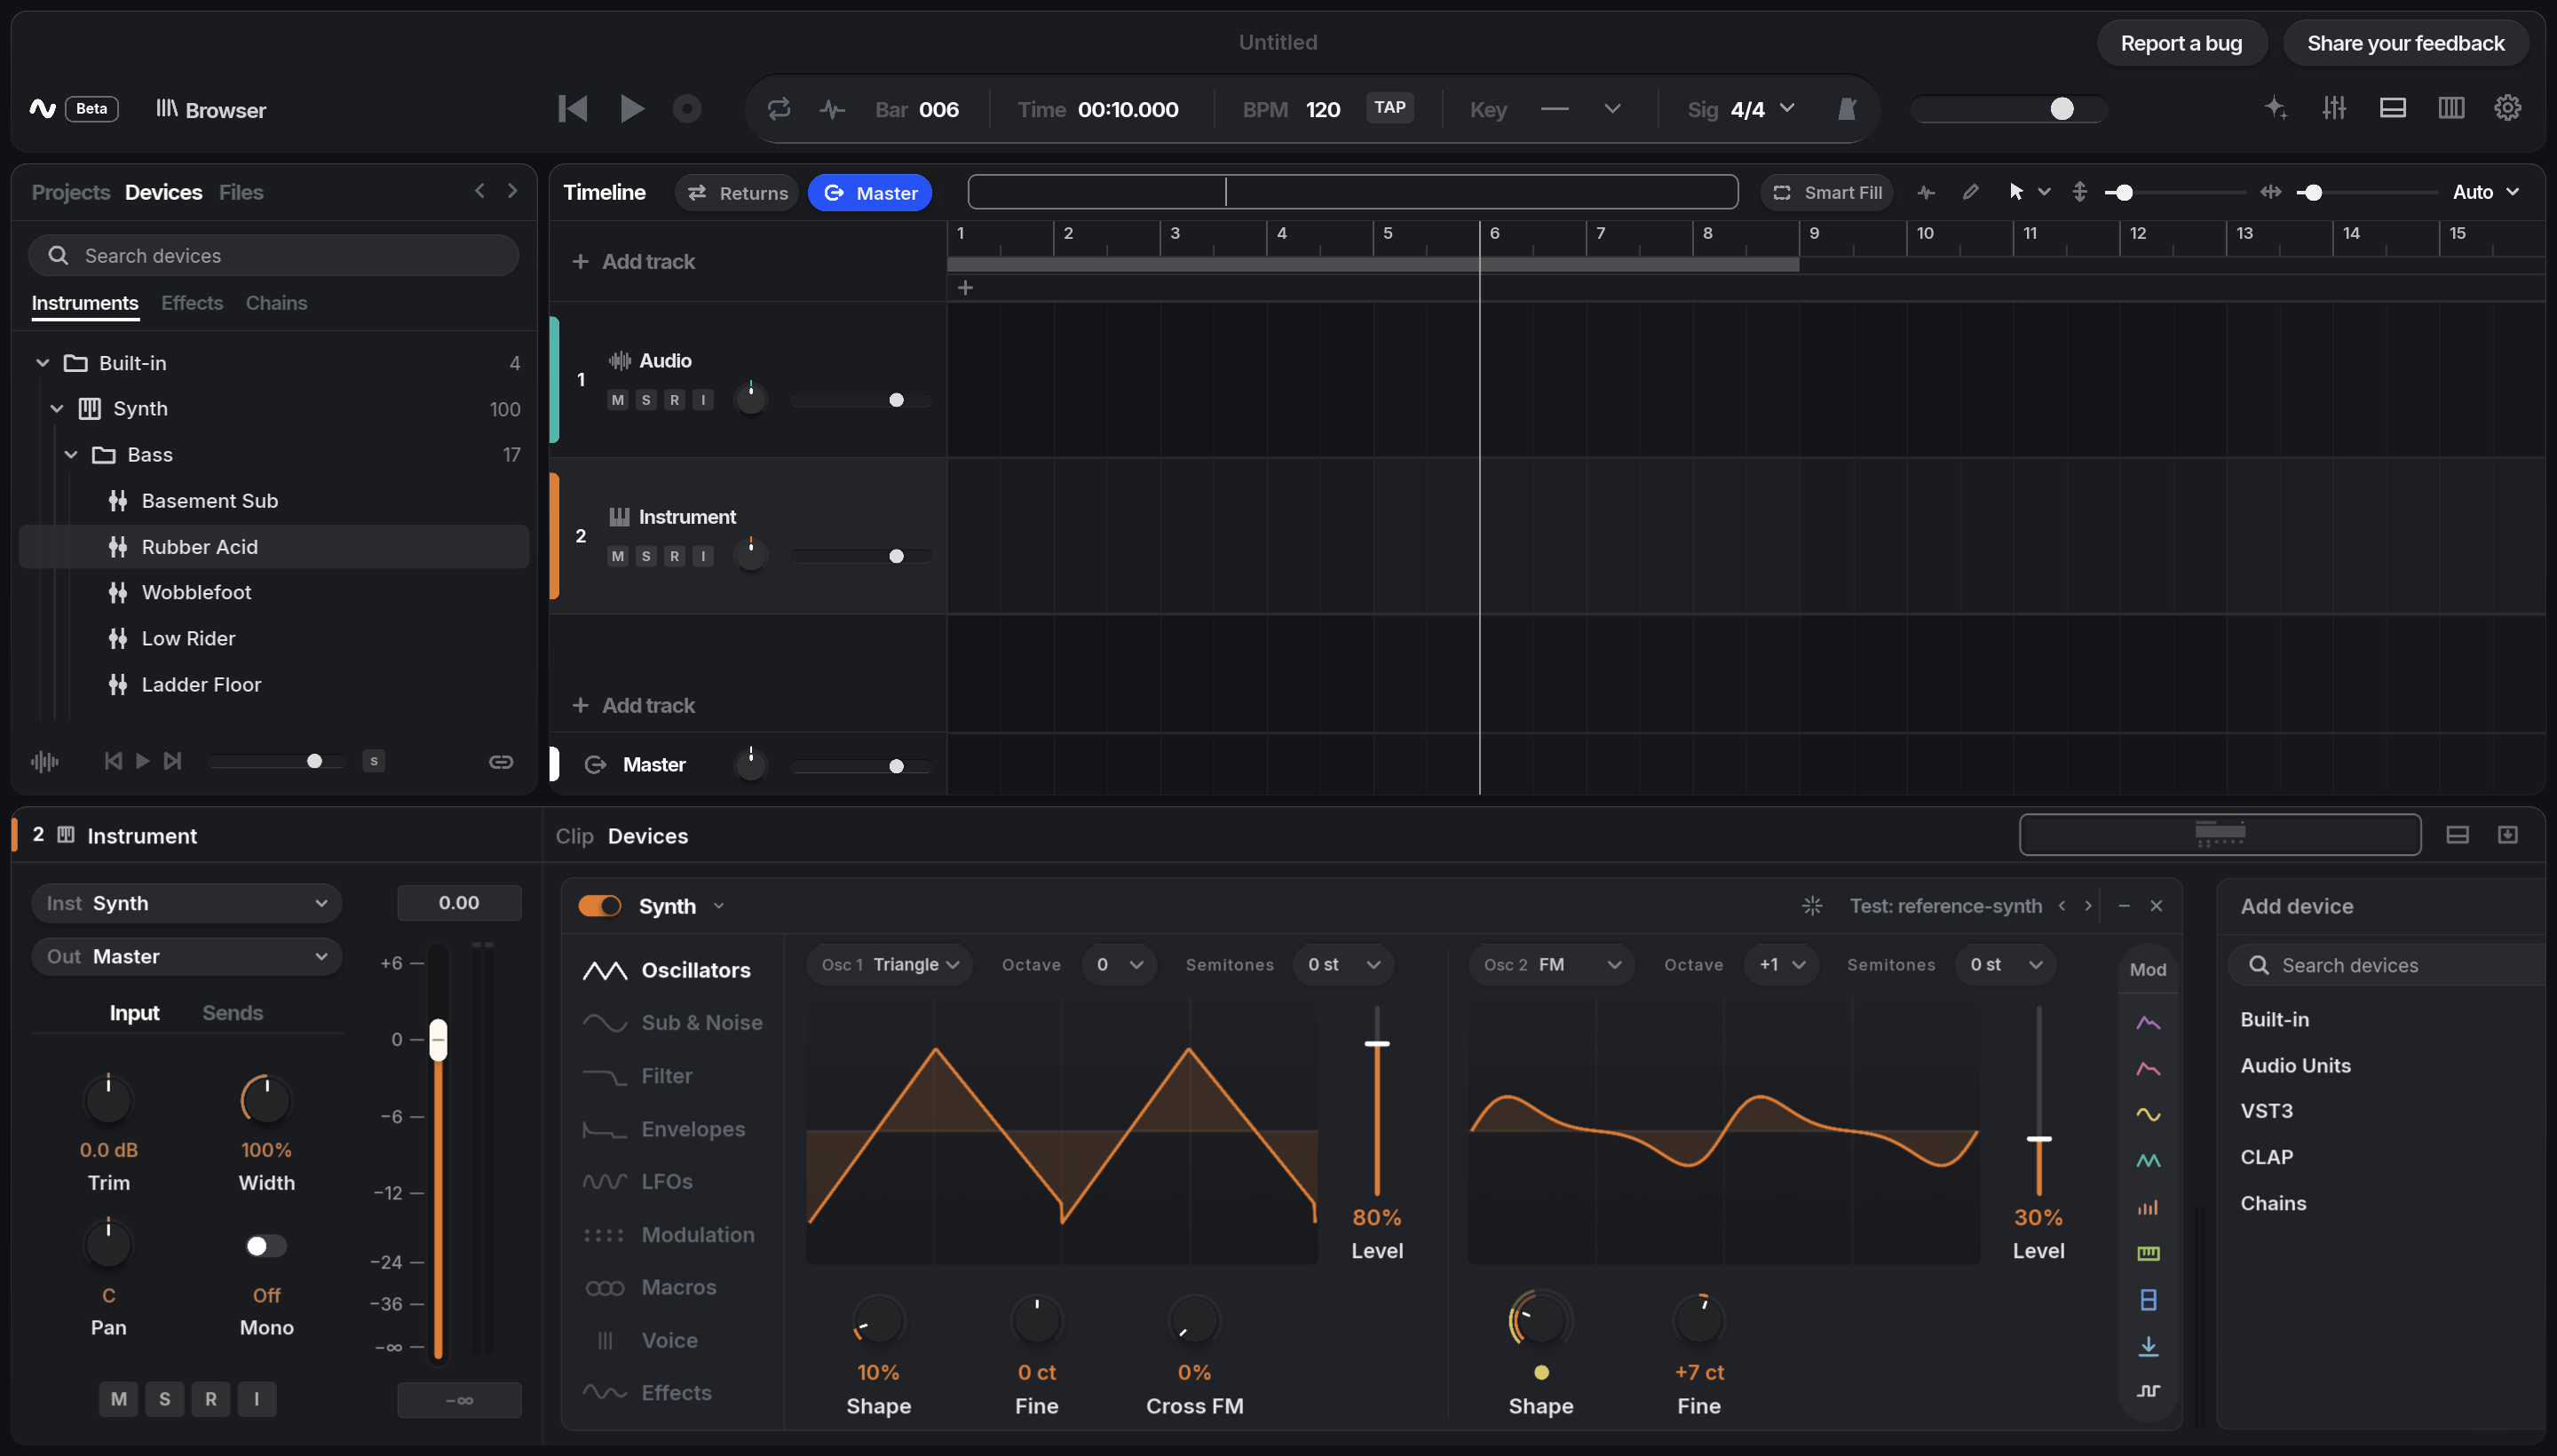 Untitled
Report a bug
Share your feedback
Beta
Browser
Bar 006
Time 00:10.000
BPM 120 TAP
Key —
Sig 4/4
Projects Devices Files
Search devices
Instruments Effects Chains
Built-in 4
Synth 100
Bass 17
Basement Sub
Rubber Acid
Wobblefoot
Low Rider
Ladder Floor
S
Timeline Returns Master
Smart Fill
Auto
Add track
1 2 3 4 5 6 7 8 9 10 11 12 13 14 15
1 Audio
M S R I
2 Instrument
M S R I
Add track
Master
2 Instrument
Inst Synth
0.00
Out Master
Input Sends
+6
0
−6
−12
−24
−36
−∞
0.0 dB
Trim
100%
Width
C
Pan
Off
Mono
M S R I
−∞
Clip Devices
Synth
Test: reference-synth
Oscillators
Sub & Noise
Filter
Envelopes
LFOs
Modulation
Macros
Voice
Effects
Osc 1 Triangle
Octave 0
Semitones 0 st
80%
Level
10%
Shape
0 ct
Fine
0%
Cross FM
Osc 2 FM
Octave +1
Semitones 0 st
30%
Level
Shape
+7 ct
Fine
Mod
Add device
Search devices
Built-in
Audio Units
VST3
CLAP
Chains